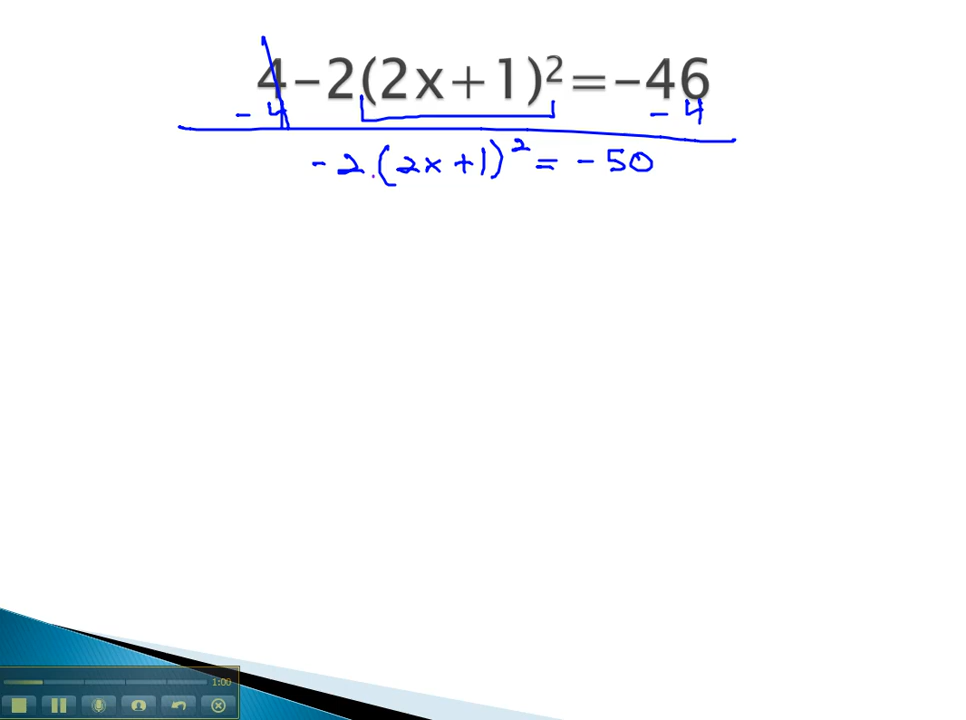 4−2(2x+1)²=−46
− 4 − 4
−2·(2x+1)² = −50
1:00